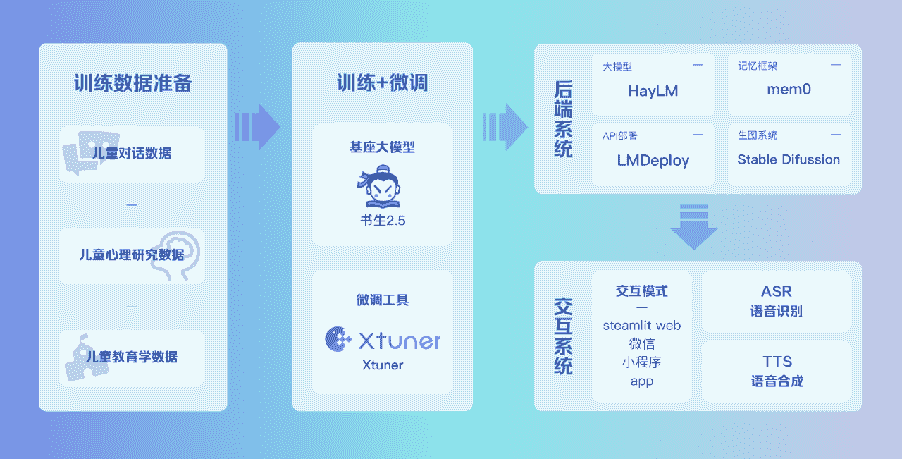 训练数据准备
儿童对话数据
儿童心理研究数据
儿童教育学数据
训练+微调
基座大模型
书生2.5
微调工具
Xtuner
Xtuner
后端系统
大模型
HayLM
记忆框架
mem0
API部署
LMDeploy
生图系统
Stable Difussion
交互系统
交互模式
steamlit web
微信
小程序
app
ASR
语音识别
TTS
语音合成